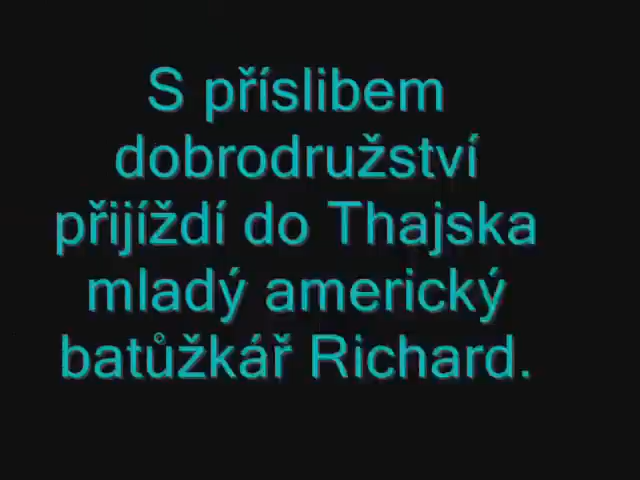 S příslibem
dobrodružství
přijíždí do Thajska
mladý americký
batůžkář Richard.